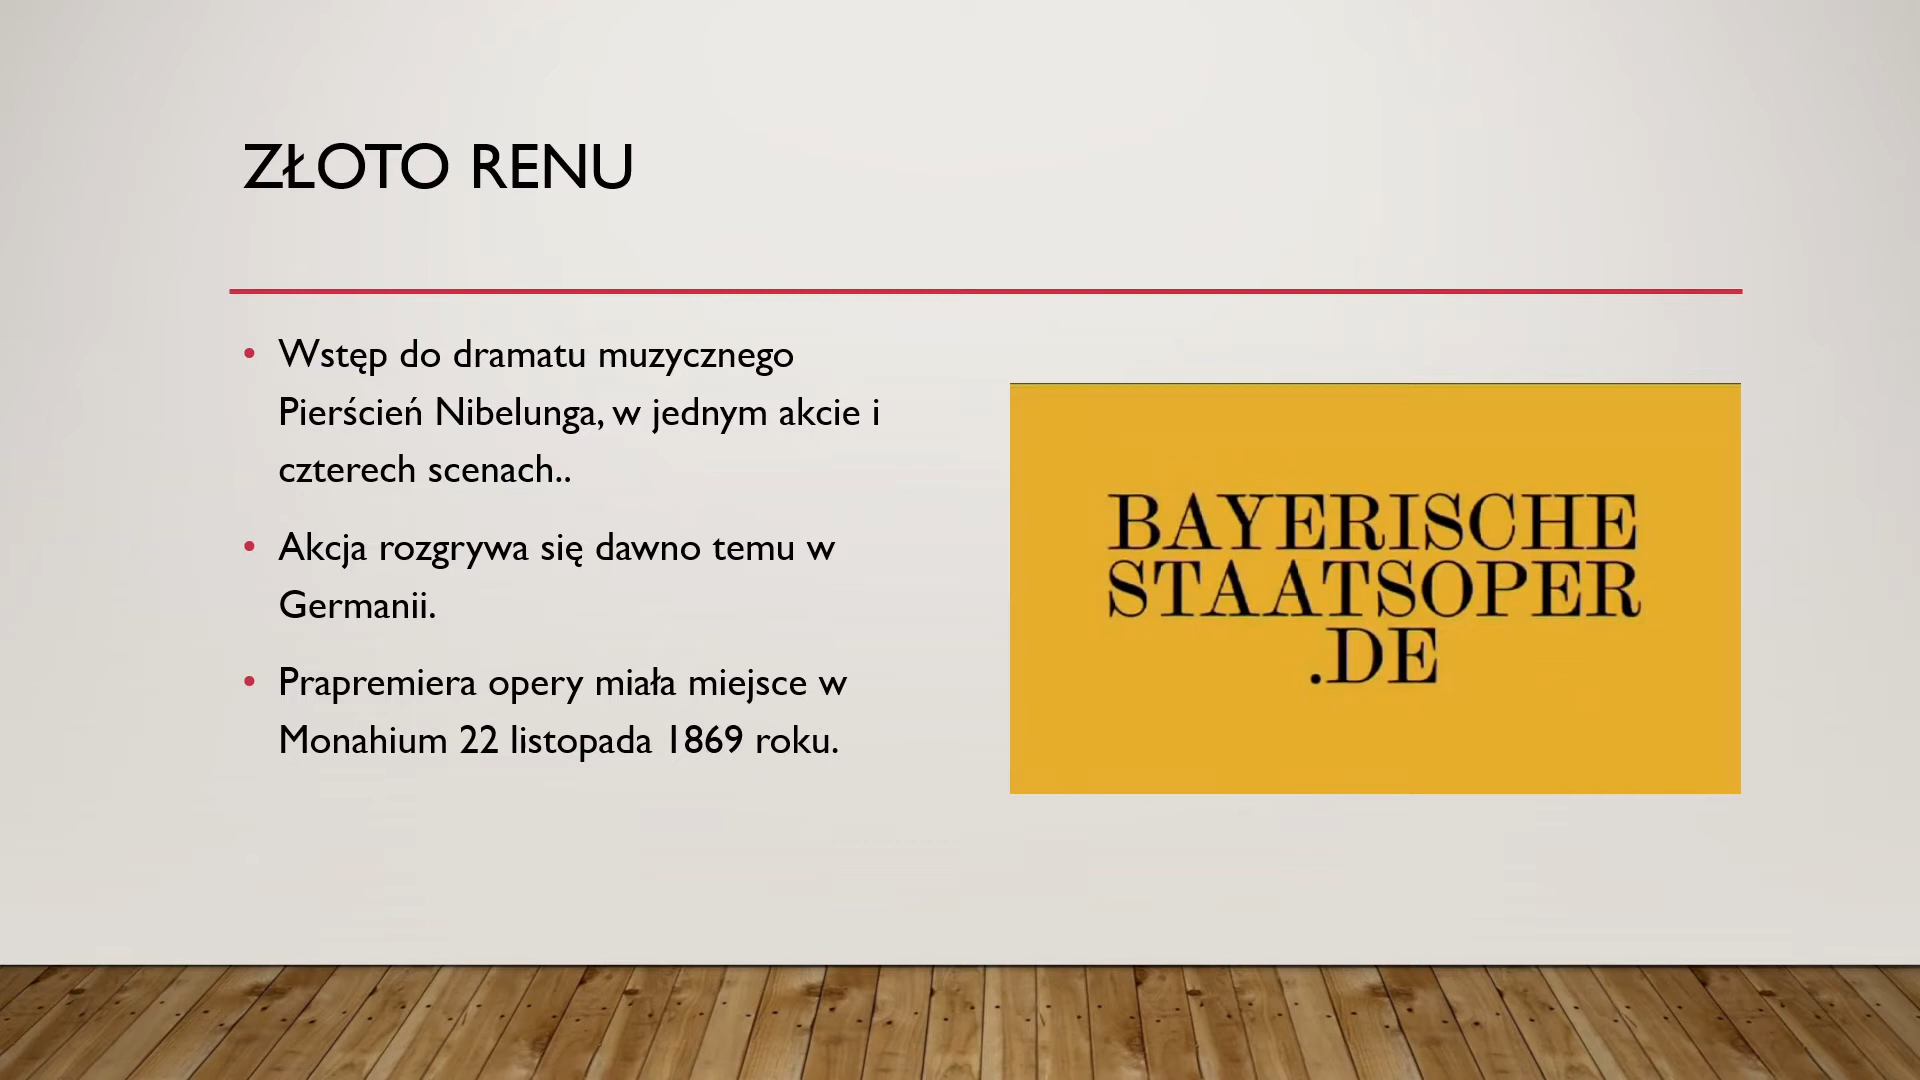 ZŁOTO RENU
• Wstęp do dramatu muzycznego
Pierścień Nibelunga, w jednym akcie i
czterech scenach..
• Akcja rozgrywa się dawno temu w
Germanii.
• Prapremiera opery miała miejsce w
Monahium 22 listopada 1869 roku.
BAYERISCHE
STAATSOPER
.DE